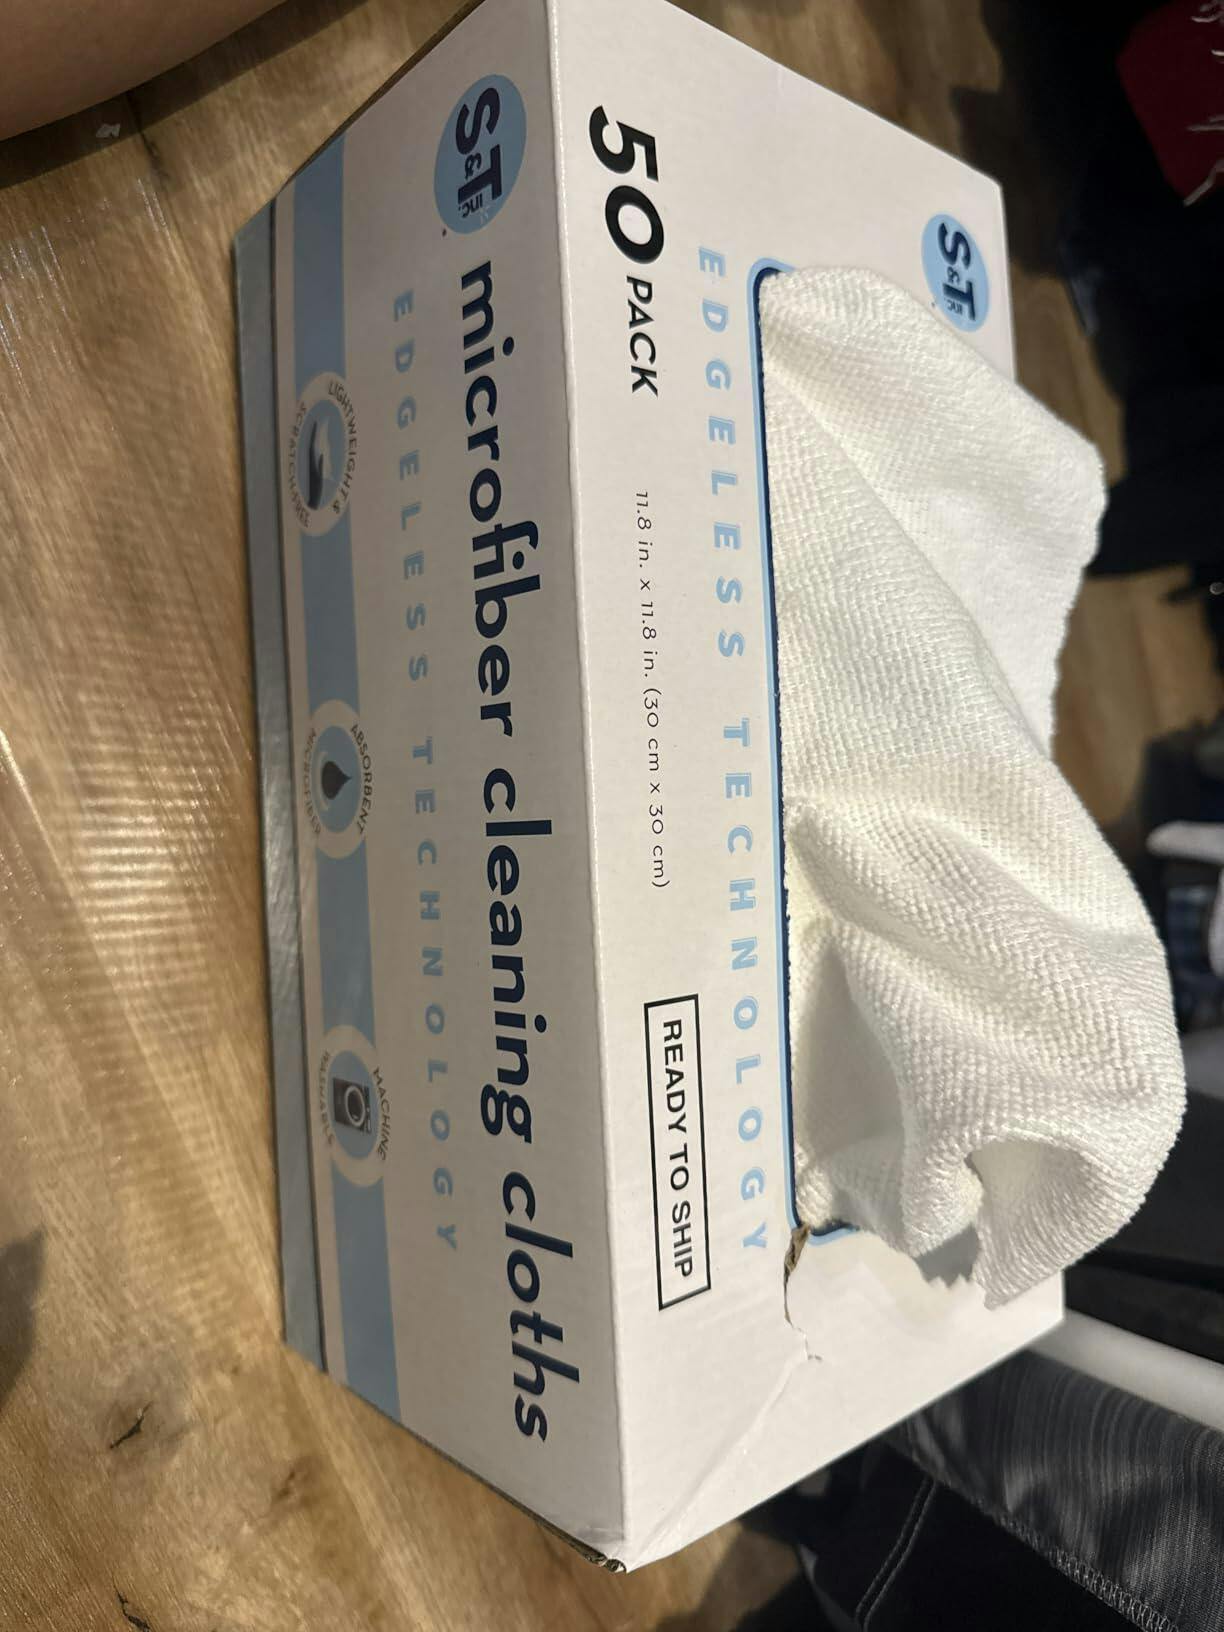 S&T INC.
EDGELESS TECHNOLOGY
50 PACK
11.8 in. x 11.8 in. (30 cm x 30 cm)
READY TO SHIP
S&T INC.
microfiber cleaning cloths
EDGELESS TECHNOLOGY
LIGHTWEIGHT &
SCRATCH-FREE
ABSORBENT
MICROFIBER
MACHINE
WASHABLE